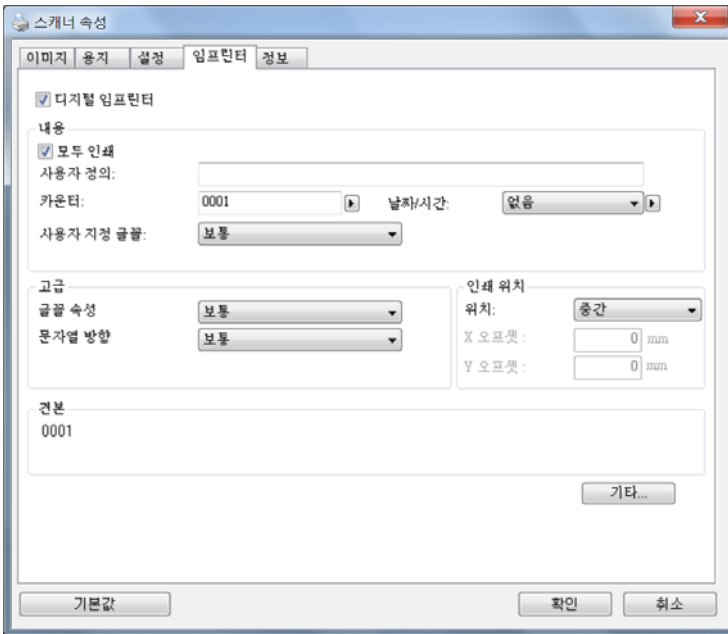 스캐너 속성
이미지 용지 설정 임프린터 정보
디지털 임프린터
내용
모두 인쇄
사용자 정의:
카운터: 0001 날짜/시간: 없음
사용자 지정 글꼴: 보통
고급 인쇄 위치
글꼴 속성 보통 위치: 중간
문자열 방향 보통 X 오프셋 : 0 mm
Y 오프셋 : 0 mm
견본
0001
기타...
기본값 확인 취소